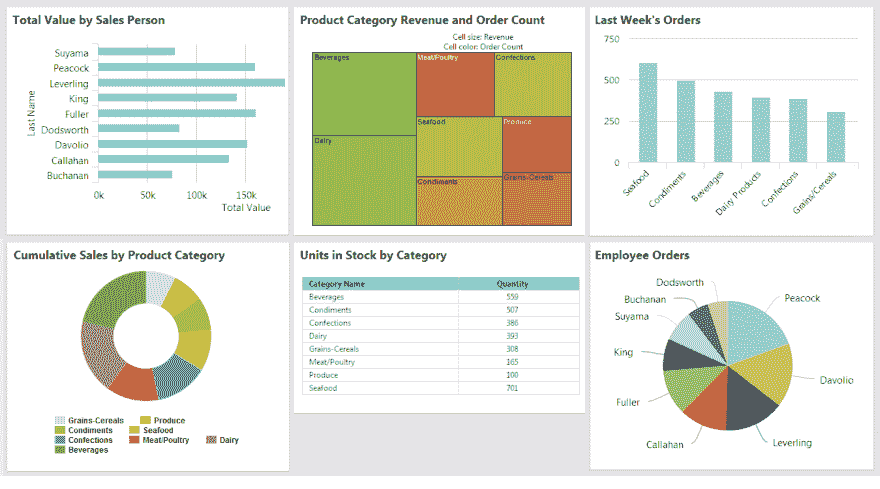 Total Value by Sales Person
Last Name
Suyama
Peacock
Leverling
King
Fuller
Dodsworth
Davolio
Callahan
Buchanan
0k 50k 100k 150k
Total Value
Product Category Revenue and Order Count
Cell size: Revenue
Cell color: Order Count
Beverages
Meat/Poultry
Confections
Dairy
Seafood
Produce
Condiments
Grains-Cereals
Last Week's Orders
750
500
250
0
Seafood
Condiments
Beverages
Dairy Products
Confections
Grains/Cereals
Cumulative Sales by Product Category
Grains-Cereals Produce
Condiments Seafood
Confections Meat/Poultry Dairy
Beverages
Units in Stock by Category
Category Name Quantity
Beverages 559
Condiments 507
Confections 386
Dairy 393
Grains-Cereals 308
Meat/Poultry 165
Produce 100
Seafood 701
Employee Orders
Dodsworth
Buchanan
Suyama
King
Fuller
Callahan
Leverling
Davolio
Peacock